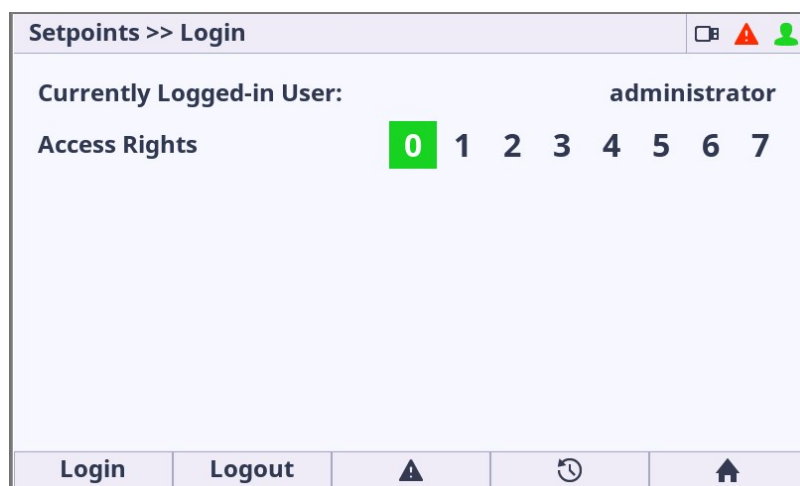 Setpoints >> Login
Currently Logged-in User: administrator
Access Rights 0 1 2 3 4 5 6 7
Login Logout